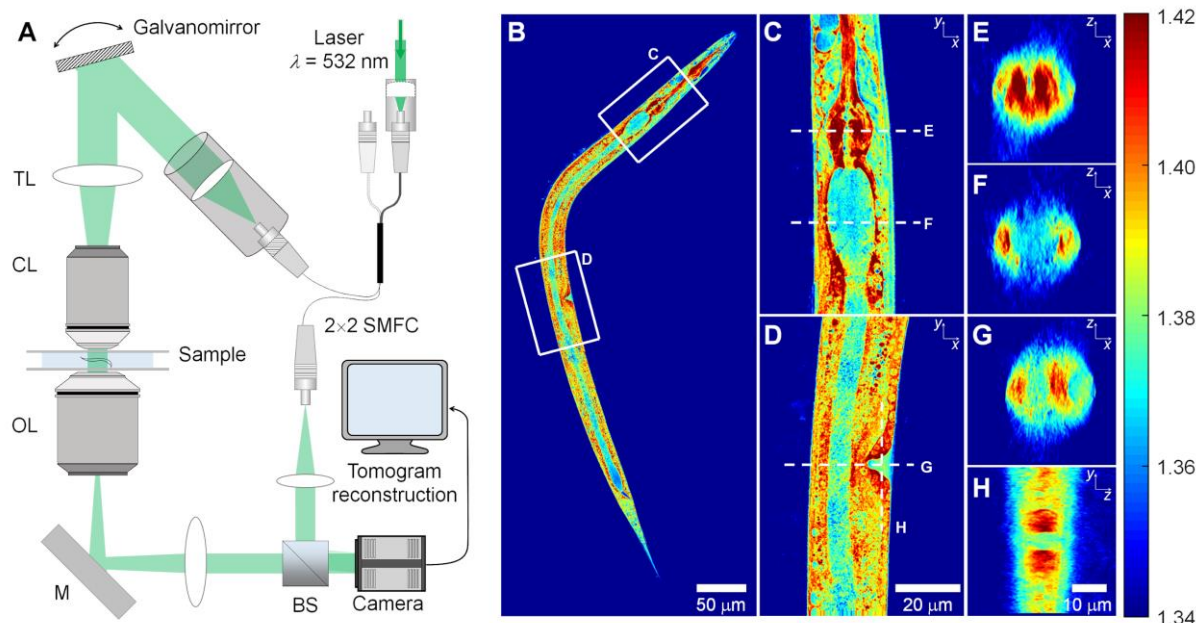 A
Galvanomirror
Laser
λ = 532 nm
TL
CL
Sample
OL
2×2 SMFC
Tomogram
reconstruction
M
BS
Camera
B
C
D
50 μm
C
y
x
E
F
D
y
x
G
H
20 μm
E
z
x
F
z
x
G
z
x
H
y
z
10 μm
1.42
1.40
1.38
1.36
1.34